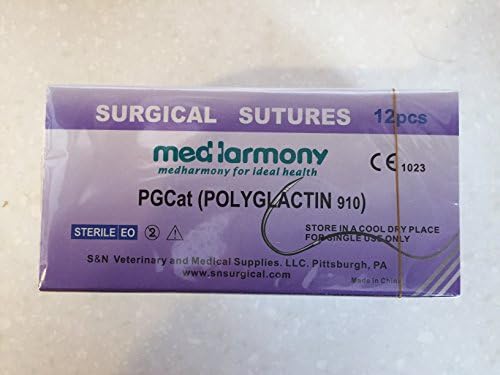 SURGICAL SUTURES 12pcs
medharmony
medharmony for ideal health
CE 1023
PGCat (POLYGLACTIN 910)
STERILE EO 2
STORE IN A COOL DRY PLACE
FOR SINGLE USE ONLY
S&N Veterinary and Medical Supplies. LLC. Pittsburgh, PA
www.snsurgical.com
Made in China